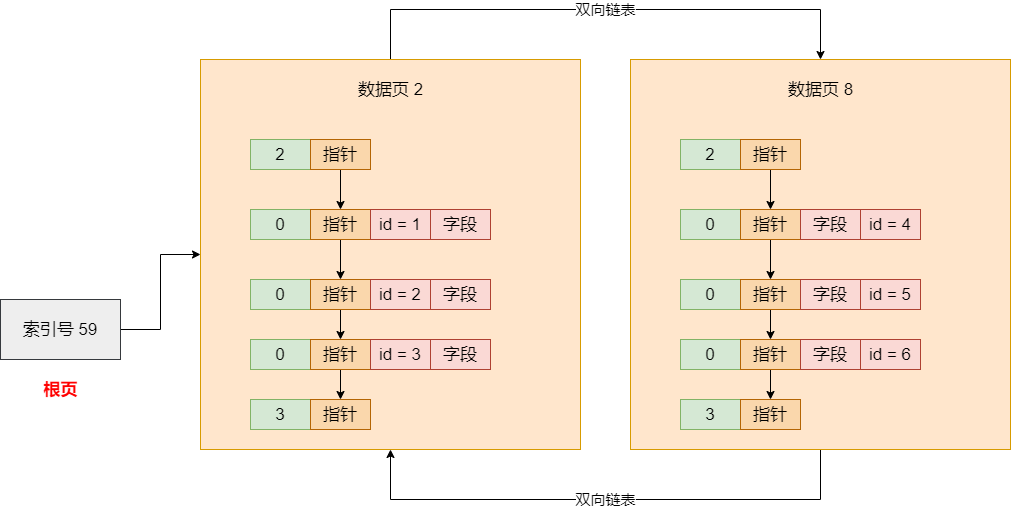 双向链表
数据页 2
2 指针
0 指针 id = 1 字段
0 指针 id = 2 字段
0 指针 id = 3 字段
3 指针
数据页 8
2 指针
0 指针 字段 id = 4
0 指针 字段 id = 5
0 指针 字段 id = 6
3 指针
索引号 59
根页
双向链表